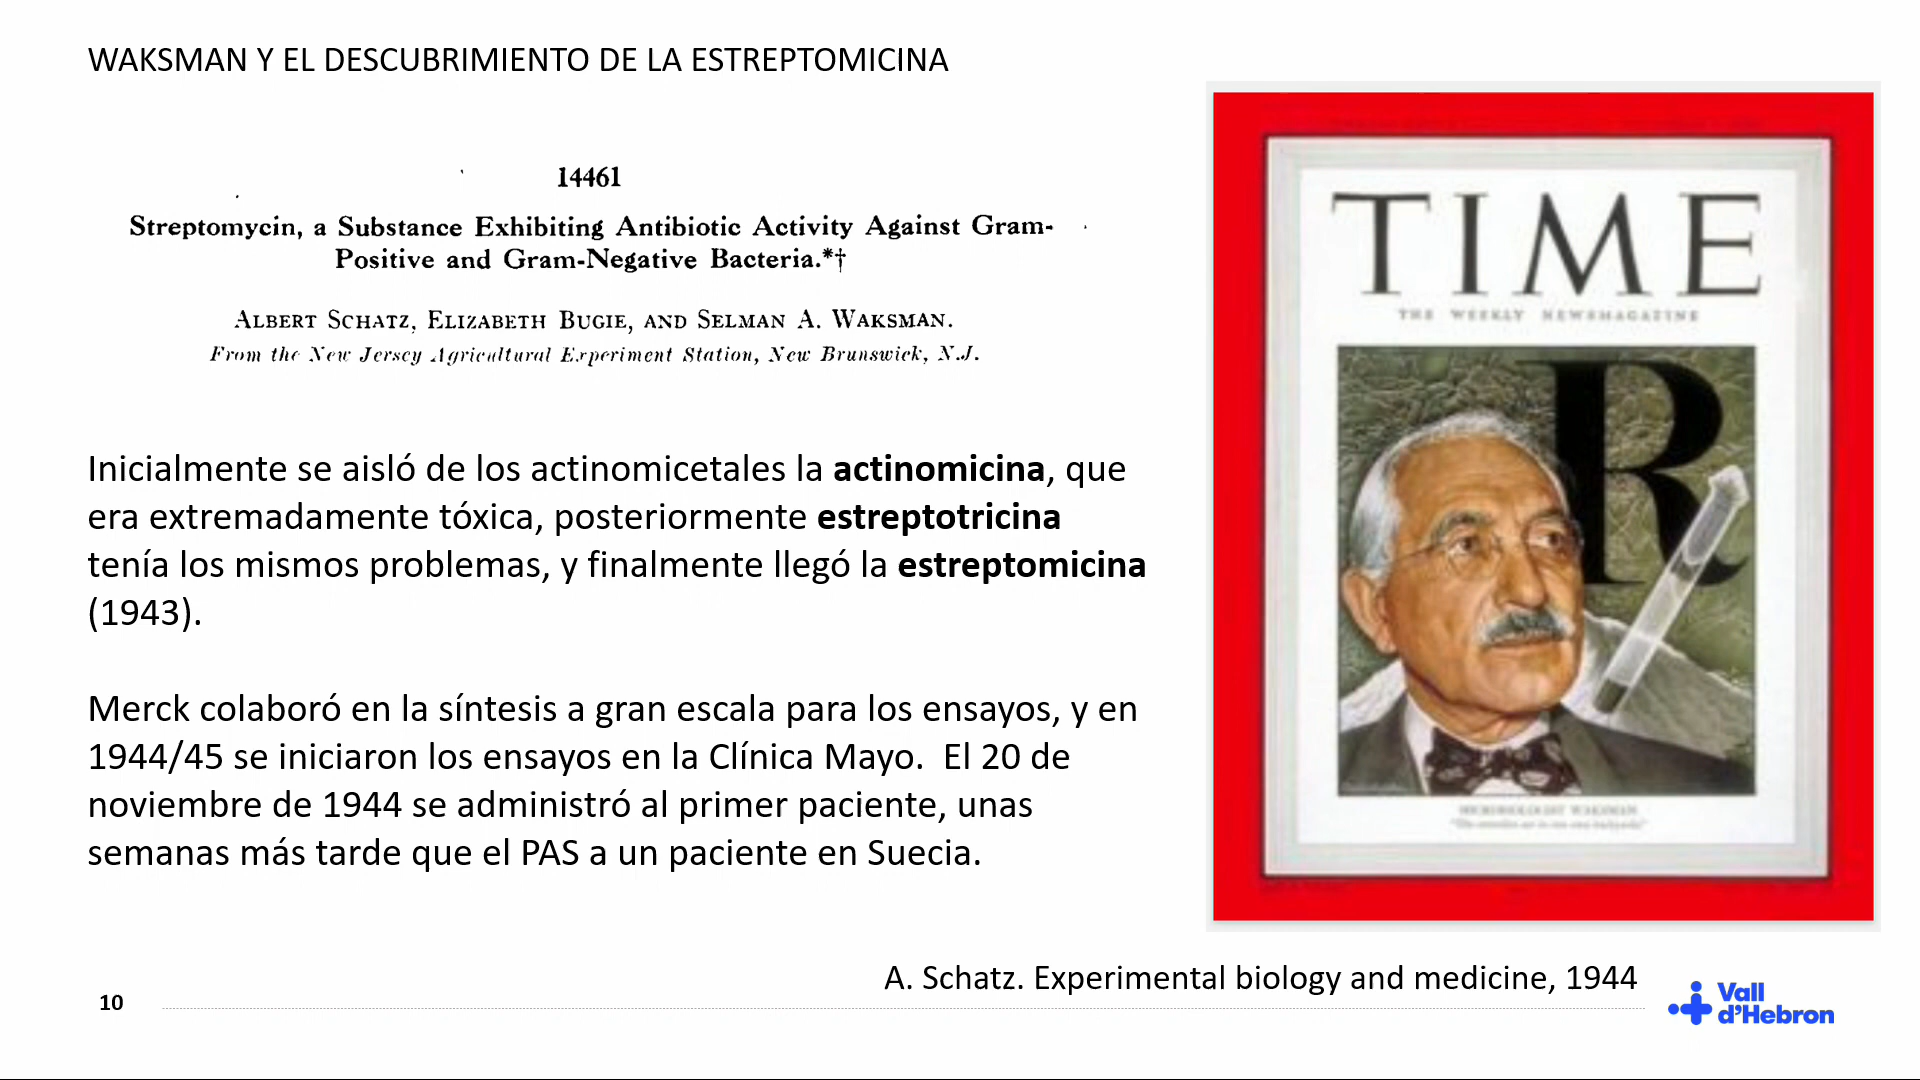 WAKSMAN Y EL DESCUBRIMIENTO DE LA ESTREPTOMICINA
14461
Streptomycin, a Substance Exhibiting Antibiotic Activity Against Gram-
Positive and Gram-Negative Bacteria.*†
ALBERT SCHATZ, ELIZABETH BUGIE, AND SELMAN A. WAKSMAN.
From the New Jersey Agricultural Experiment Station, New Brunswick, N.J.
Inicialmente se aisló de los actinomicetales la actinomicina, que
era extremadamente tóxica, posteriormente estreptotricina
tenía los mismos problemas, y finalmente llegó la estreptomicina
(1943).
Merck colaboró en la síntesis a gran escala para los ensayos, y en
1944/45 se iniciaron los ensayos en la Clínica Mayo.  El 20 de
noviembre de 1944 se administró al primer paciente, unas
semanas más tarde que el PAS a un paciente en Suecia.
TIME
THE WEEKLY NEWSMAGAZINE
R
MICROBIOLOGIST WAKSMAN
A. Schatz. Experimental biology and medicine, 1944
10
Vall
d'Hebron